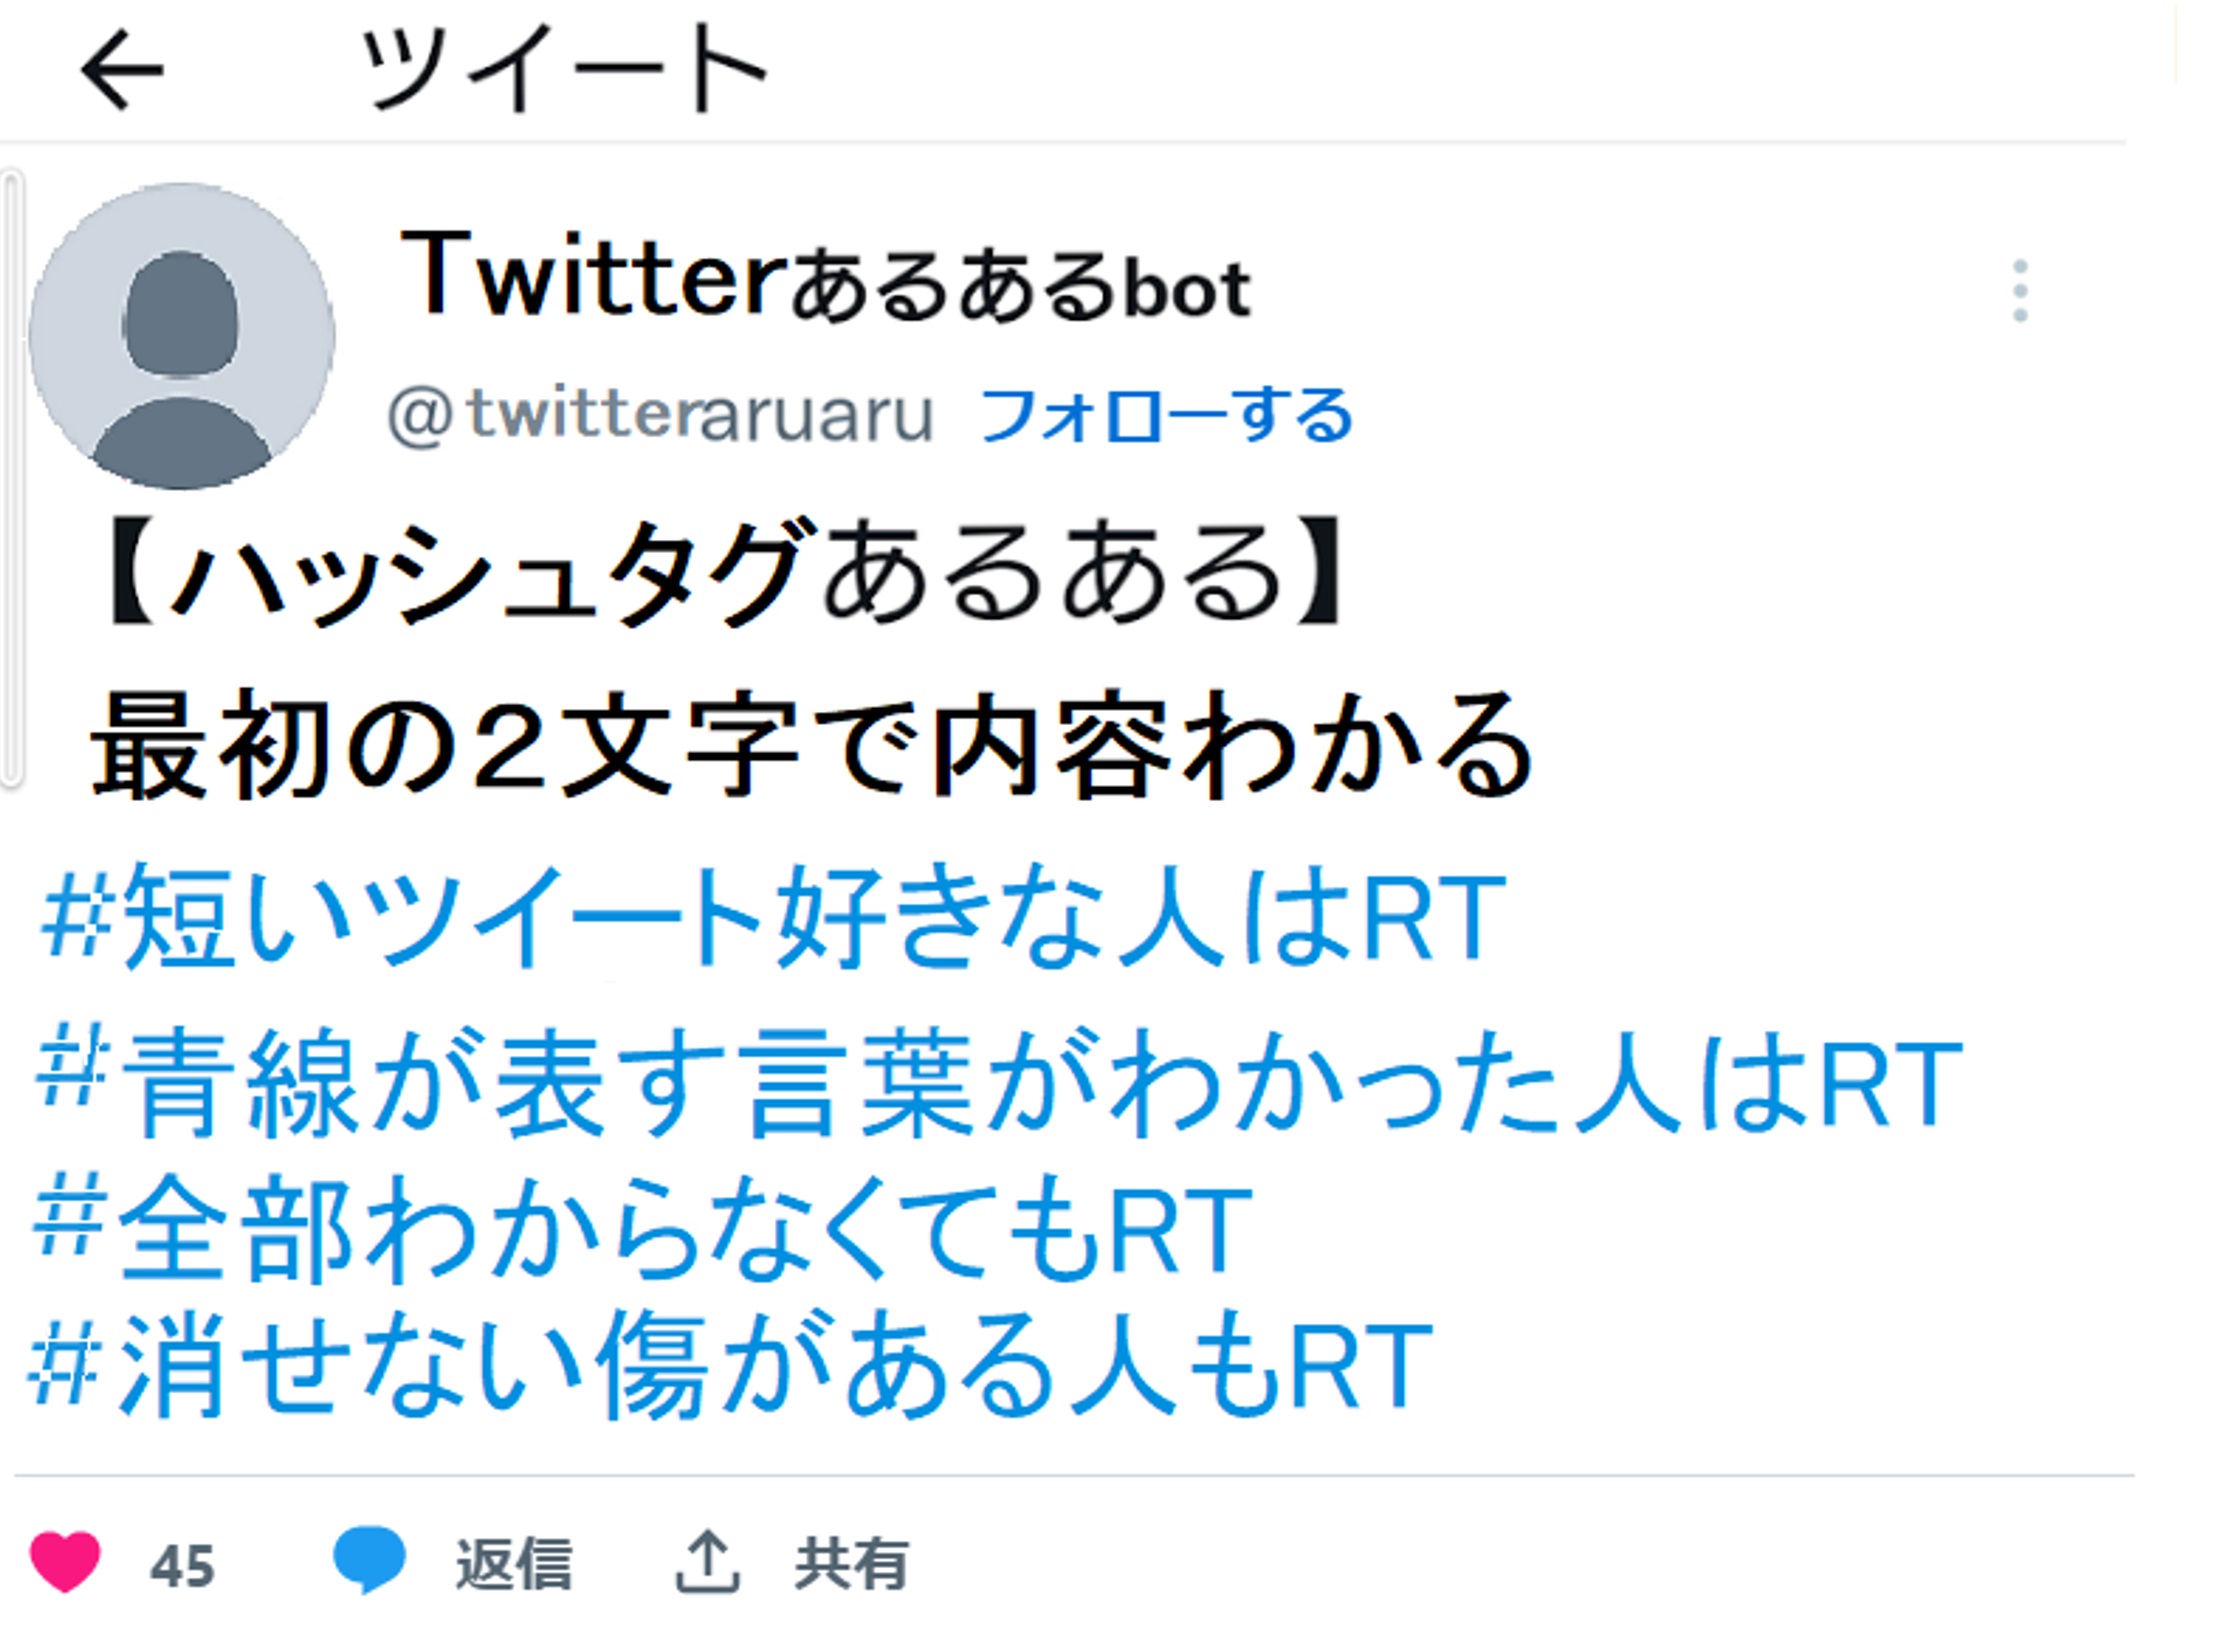 ← ツイート
Twitterあるあるbot
@twitteraruaru フォローする
【ハッシュタグあるある】
最初の2文字で内容わかる
#短いツイート好きな人はRT
#青線が表す言葉がわかった人はRT
#全部わからなくてもRT
#消せない傷がある人もRT
45 返信 共有